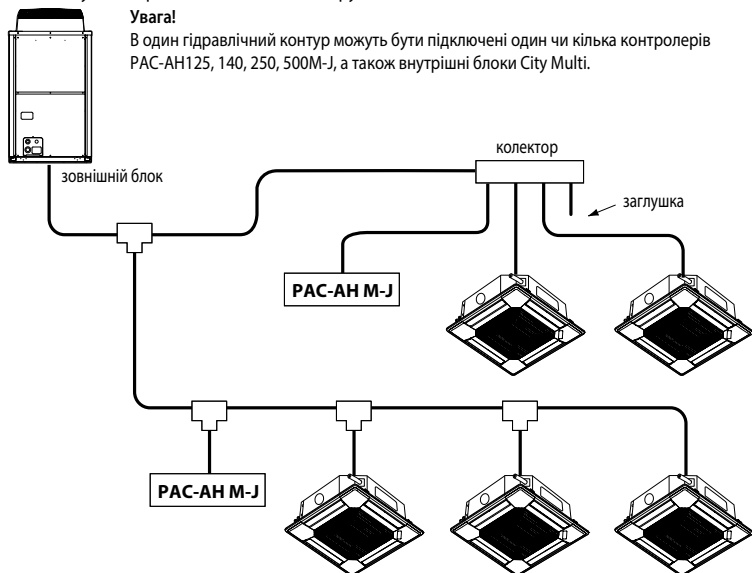 Увага!
В один гідравлічний контур можуть бути підключені один чи кілька контролерів
PAC-AH125, 140, 250, 500M-J, а також внутрішні блоки City Multi.
колектор
зовнішній блок
заглушка
PAC-AH M-J
PAC-AH M-J